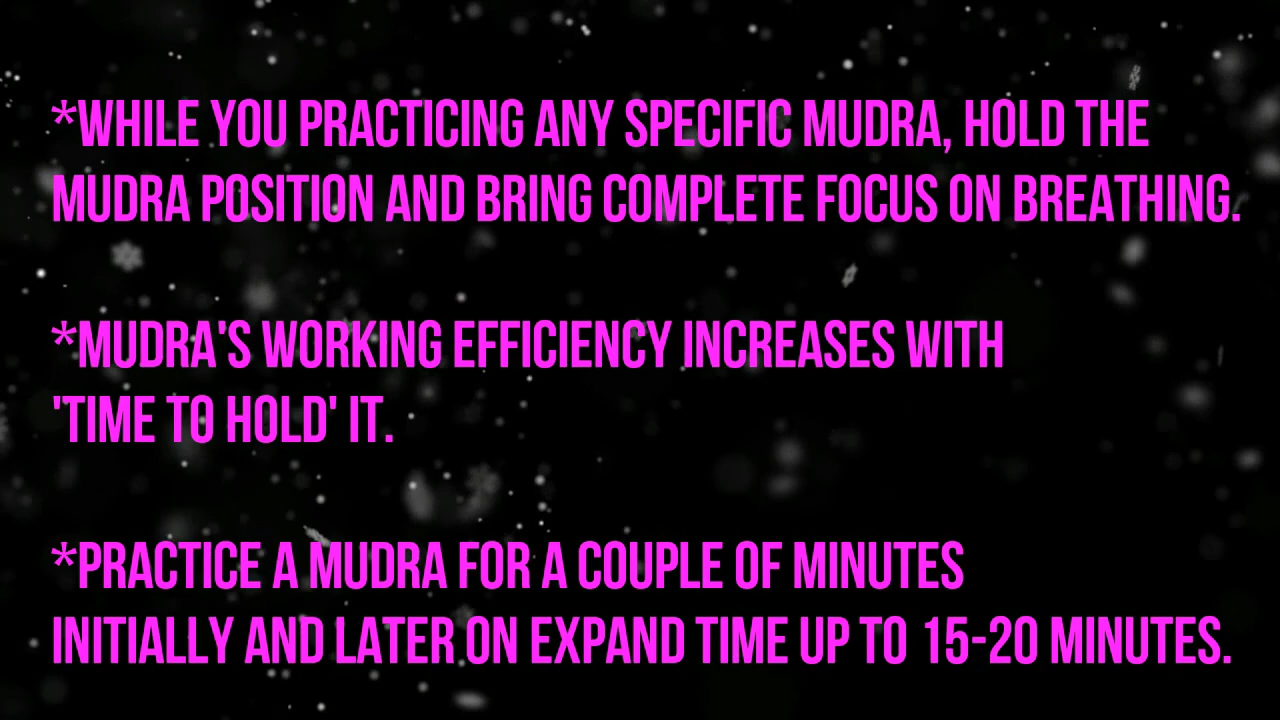 *WHILE YOU PRACTICING ANY SPECIFIC MUDRA, HOLD THE
MUDRA POSITION AND BRING COMPLETE FOCUS ON BREATHING.
*MUDRA'S WORKING EFFICIENCY INCREASES WITH
'TIME TO HOLD' IT.
*PRACTICE A MUDRA FOR A COUPLE OF MINUTES
INITIALLY AND LATER ON EXPAND TIME UP TO 15-20 MINUTES.